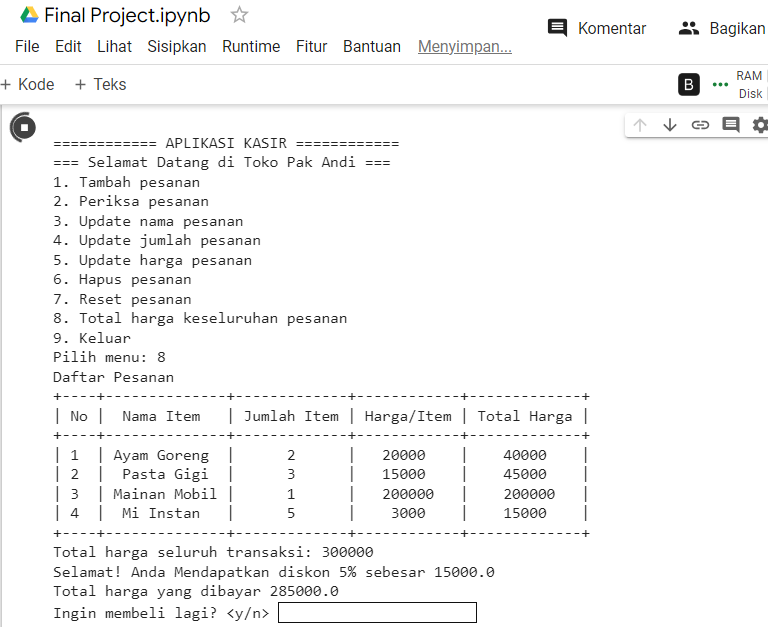 Final Project.ipynb
Komentar
Bagikan
File Edit Lihat Sisipkan Runtime Fitur Bantuan Menyimpan...
+ Kode + Teks
B
RAM
Disk
============ APLIKASI KASIR ============
=== Selamat Datang di Toko Pak Andi ===
1. Tambah pesanan
2. Periksa pesanan
3. Update nama pesanan
4. Update jumlah pesanan
5. Update harga pesanan
6. Hapus pesanan
7. Reset pesanan
8. Total harga keseluruhan pesanan
9. Keluar
Pilih menu: 8
Daftar Pesanan
+----+--------------+-------------+------------+-------------+
| No | Nama Item | Jumlah Item | Harga/Item | Total Harga |
+----+--------------+-------------+------------+-------------+
| 1 | Ayam Goreng | 2 | 20000 | 40000 |
| 2 | Pasta Gigi | 3 | 15000 | 45000 |
| 3 | Mainan Mobil | 1 | 200000 | 200000 |
| 4 | Mi Instan | 5 | 3000 | 15000 |
+----+--------------+-------------+------------+-------------+
Total harga seluruh transaksi: 300000
Selamat! Anda Mendapatkan diskon 5% sebesar 15000.0
Total harga yang dibayar 285000.0
Ingin membeli lagi? <y/n>